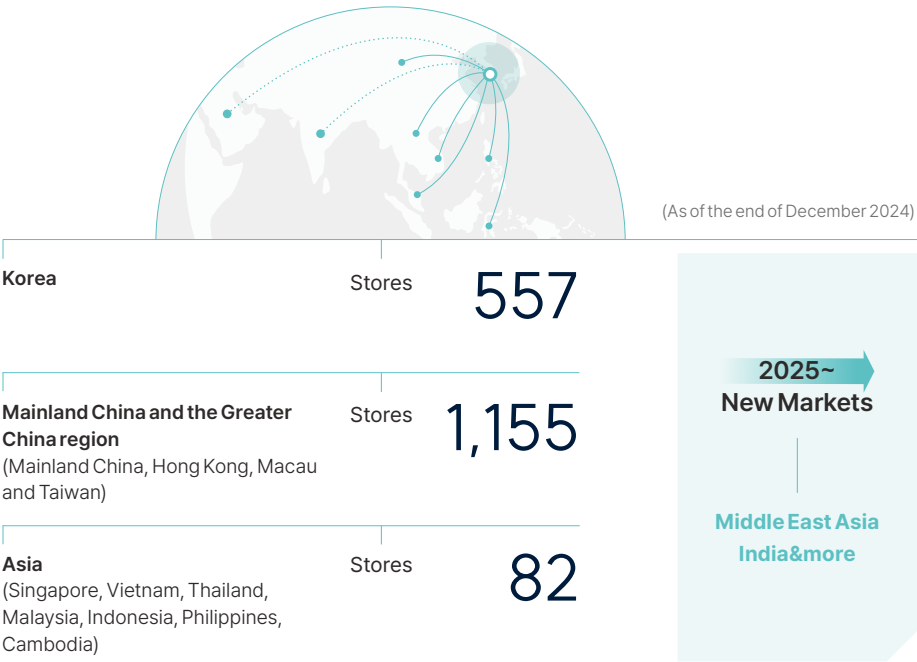 (As of the end of December 2024)
Korea
Stores
557
Mainland China and the Greater
China region
(Mainland China, Hong Kong, Macau
and Taiwan)
Stores
1,155
Asia
(Singapore, Vietnam, Thailand,
Malaysia, Indonesia, Philippines,
Cambodia)
Stores
82
2025~
New Markets
Middle East Asia
India&more